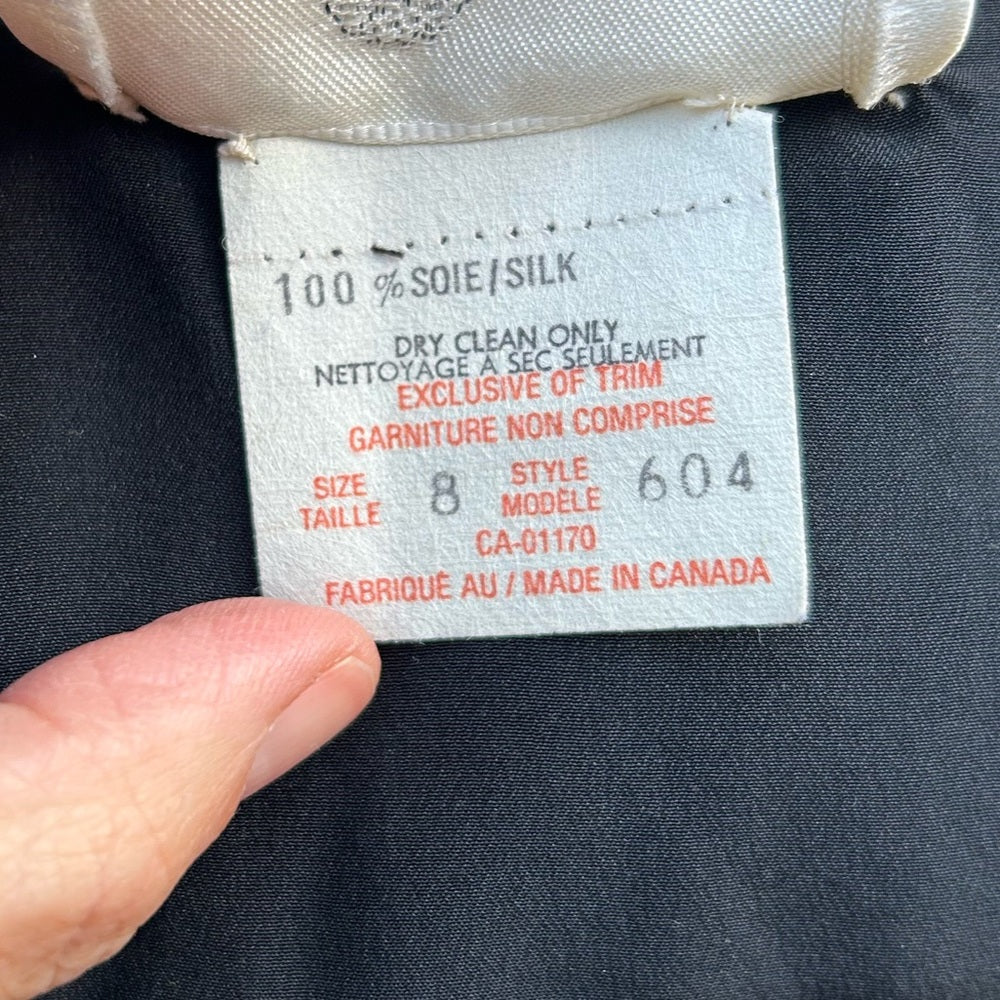 100 % SOIE/SILK
DRY CLEAN ONLY
NETTOYAGE A SEC SEULEMENT
EXCLUSIVE OF TRIM
GARNITURE NON COMPRISE
SIZE 8 STYLE 604
TAILLE MODÈLE
CA-01170
FABRIQUÉ AU / MADE IN CANADA